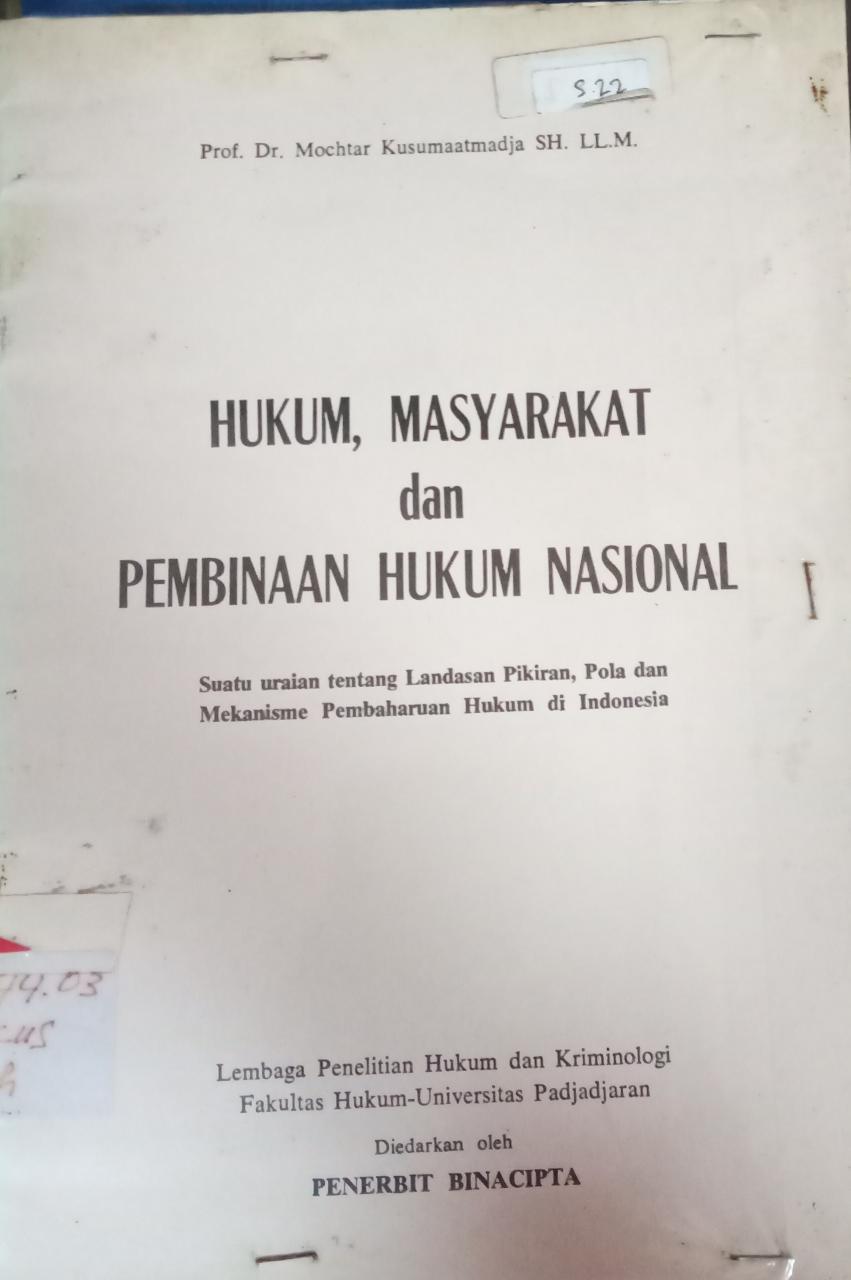 S.22
Prof. Dr. Mochtar Kusumaatmadja SH. LL.M.
HUKUM, MASYARAKAT
dan
PEMBINAAN HUKUM NASIONAL
Suatu uraian tentang Landasan Pikiran, Pola dan
Mekanisme Pembaharuan Hukum di Indonesia
Lembaga Penelitian Hukum dan Kriminologi
Fakultas Hukum-Universitas Padjadjaran
Diedarkan oleh
PENERBIT BINACIPTA